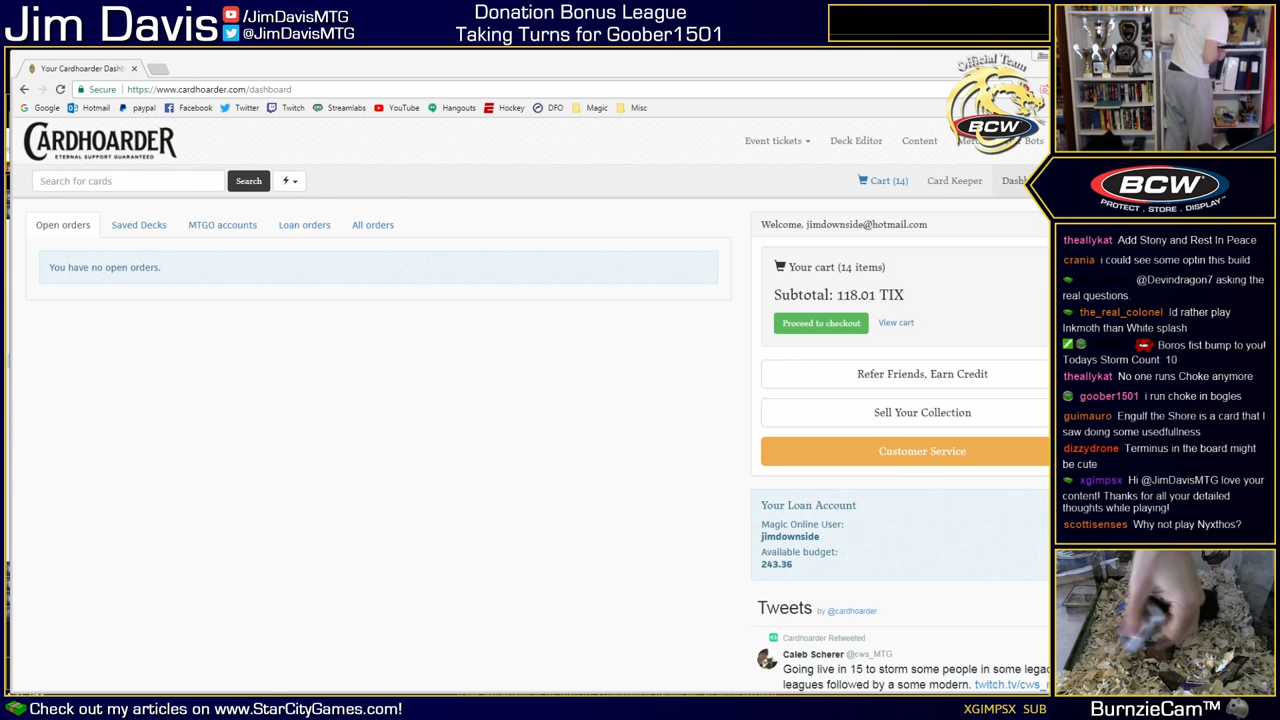 Jim Davis
/JimDavisMTG
@JimDavisMTG
Donation Bonus League
Taking Turns for Goober1501
Your Cardhoarder Dash
Secure
https://www.cardhoarder.com/dashboard
Google Hotmail paypal Facebook Twitter Twitch Streamlabs YouTube Hangouts Hockey DFO Magic Misc
Official Team
BCW
CARDHOARDER
ETERNAL SUPPORT GUARANTEED
Event tickets Deck Editor Content Bots
Search for cards
Search
Cart (14) Card Keeper Dash
Open orders Saved Decks MTGO accounts Loan orders All orders
You have no open orders.
Welcome, jimdownside@hotmail.com
Your cart (14 items)
Subtotal: 118.01 TIX
Proceed to checkout
View cart
Refer Friends, Earn Credit
Sell Your Collection
Customer Service
Your Loan Account
Magic Online User:
jimdownside
Available budget:
243.36
Tweets by @cardhoarder
Cardhoarder Retweeted
Caleb Scherer @cws_MTG
Going live in 15 to storm some people in some lega
leagues followed by a some modern. twitch.tv/cws_
BCW
PROTECT . STORE . DISPLAY
theallykat Add Stony and Rest In Peace
crania i could see some optin this build
@Devindragon7 asking the
real questions.
the_real_colonel Id rather play
Inkmoth than White splash
Boros fist bump to you!
Todays Storm Count 10
theallykat No one runs Choke anymore
goober1501 i run choke in bogles
guimauro Engulf the Shore is a card that I
saw doing some usedfullness
dizzydrone Terminus in the board might
be cute
xgimpsx Hi @JimDavisMTG love your
content! Thanks for all your detailed
thoughts while playing!
scottisenses Why not play Nyxthos?
Check out my articles on www.StarCityGames.com!
XGIMPSX SUB
BurnzieCam™